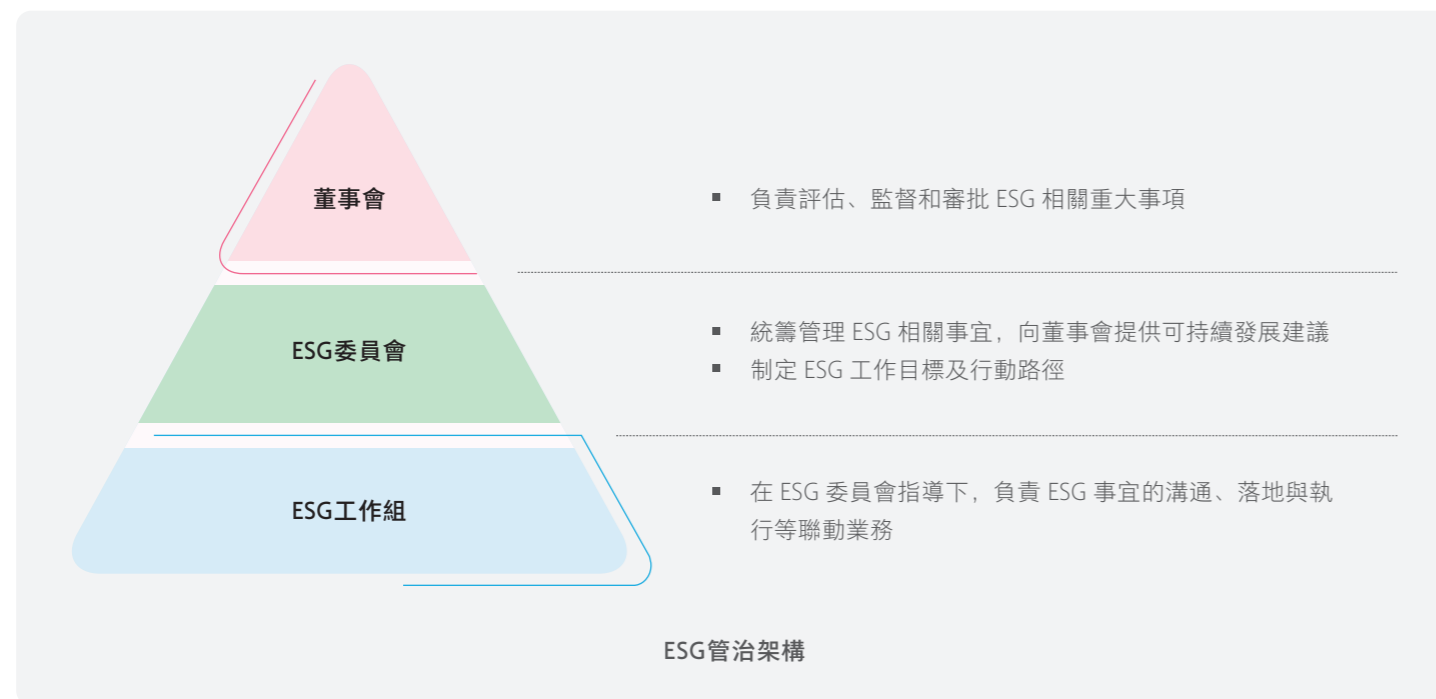 董事會
■ 負責評估、監督和審批 ESG 相關重大事項
ESG委員會
■ 統籌管理 ESG 相關事宜，向董事會提供可持續發展建議
■ 制定 ESG 工作目標及行動路徑
ESG工作組
■ 在 ESG 委員會指導下，負責 ESG 事宜的溝通、落地與執
行等聯動業務
ESG管治架構